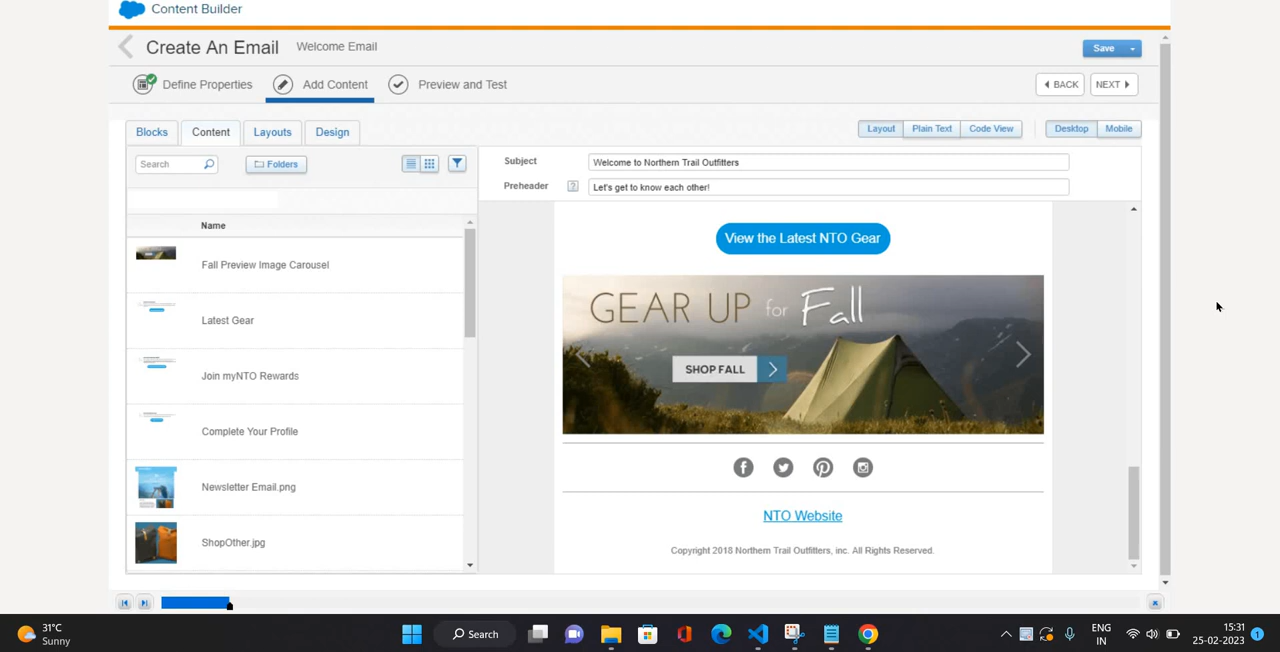 Content Builder
Create An Email Welcome Email
Save
Define Properties Add Content Preview and Test
BACK NEXT
Blocks Content Layouts Design
Layout Plain Text Code View Desktop Mobile
Search Folders
Subject Welcome to Northern Trail Outfitters
Preheader ? Let's get to know each other!
Name
Fall Preview Image Carousel
Latest Gear
Join myNTO Rewards
Complete Your Profile
Newsletter Email.png
ShopOther.jpg
View the Latest NTO Gear
GEAR UP for Fall
SHOP FALL
NTO Website
Copyright 2018 Northern Trail Outfitters, inc. All Rights Reserved.
31°C
Sunny
Search
ENG
IN
15:31
25-02-2023
1